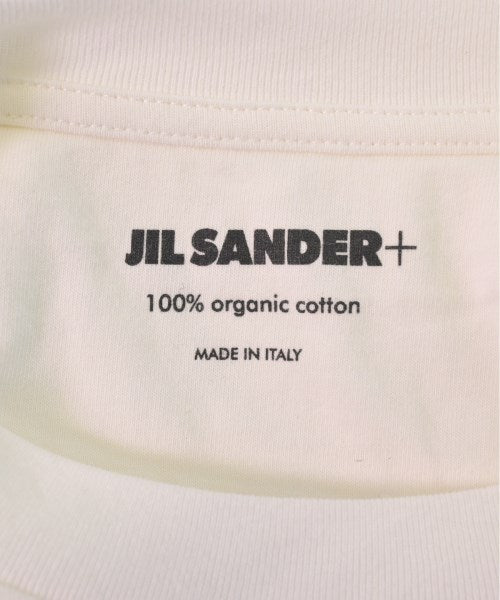 JIL SANDER+
100% organic cotton
MADE IN ITALY